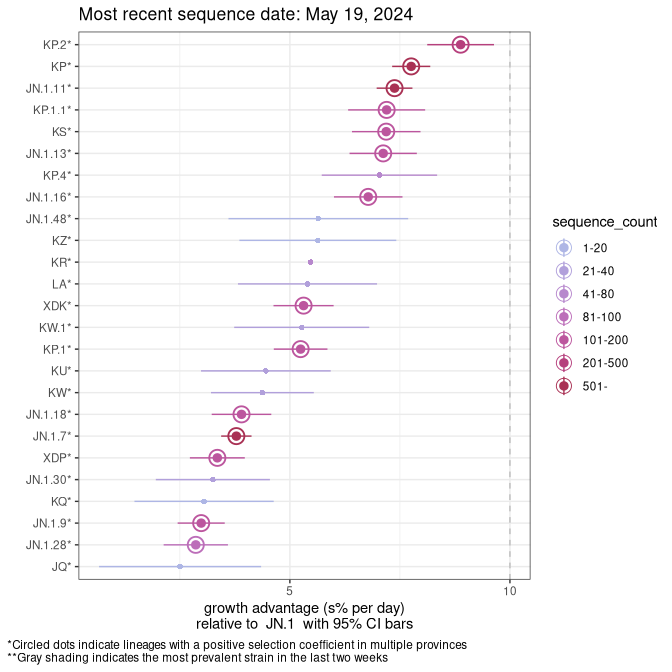 Most recent sequence date: May 19, 2024
KP.2*
KP*
JN.1.11*
KP.1.1*
KS*
JN.1.13*
KP.4*
JN.1.16*
JN.1.48*
KZ*
KR*
LA*
XDK*
KW.1*
KP.1*
KU*
KW*
JN.1.18*
JN.1.7*
XDP*
JN.1.30*
KQ*
JN.1.9*
JN.1.28*
JQ*
5 10
growth advantage (s% per day)
relative to JN.1 with 95% CI bars
sequence_count
1-20
21-40
41-80
81-100
101-200
201-500
501-
*Circled dots indicate lineages with a positive selection coefficient in multiple provinces
**Gray shading indicates the most prevalent strain in the last two weeks